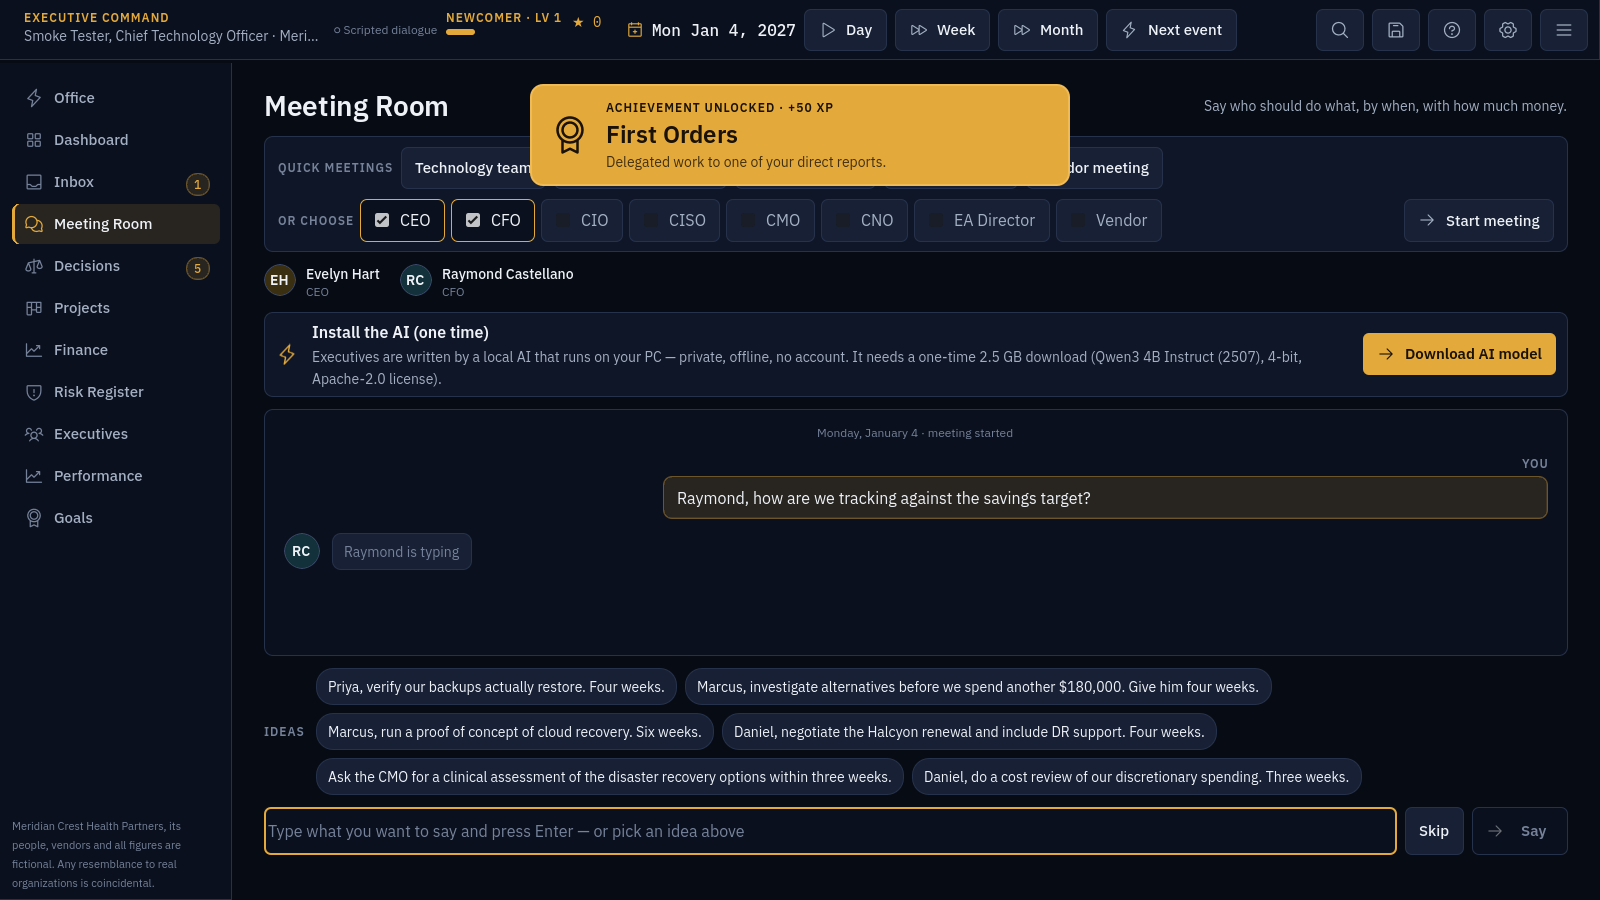 EXECUTIVE COMMAND
Smoke Tester, Chief Technology Officer · Meri...
Scripted dialogue
NEWCOMER · LV 1
★ 0
Mon Jan 4, 2027
Day
Week
Month
Next event
Office
Dashboard
Inbox
1
Meeting Room
Decisions
5
Projects
Finance
Risk Register
Executives
Performance
Goals
Meridian Crest Health Partners, its
people, vendors and all figures are
fictional. Any resemblance to real
organizations is coincidental.
Meeting Room
Say who should do what, by when, with how much money.
ACHIEVEMENT UNLOCKED · +50 XP
First Orders
Delegated work to one of your direct reports.
QUICK MEETINGS
Technology team
meeting
OR CHOOSE
CEO
CFO
CIO
CISO
CMO
CNO
EA Director
Vendor
Start meeting
EH
Evelyn Hart
CEO
RC
Raymond Castellano
CFO
Install the AI (one time)
Executives are written by a local AI that runs on your PC — private, offline, no account. It needs a one-time 2.5 GB download (Qwen3 4B Instruct (2507), 4-bit,
Apache-2.0 license).
Download AI model
Monday, January 4 · meeting started
YOU
Raymond, how are we tracking against the savings target?
RC
Raymond is typing
IDEAS
Priya, verify our backups actually restore. Four weeks.
Marcus, investigate alternatives before we spend another $180,000. Give him four weeks.
Marcus, run a proof of concept of cloud recovery. Six weeks.
Daniel, negotiate the Halcyon renewal and include DR support. Four weeks.
Ask the CMO for a clinical assessment of the disaster recovery options within three weeks.
Daniel, do a cost review of our discretionary spending. Three weeks.
Type what you want to say and press Enter — or pick an idea above
Skip
Say